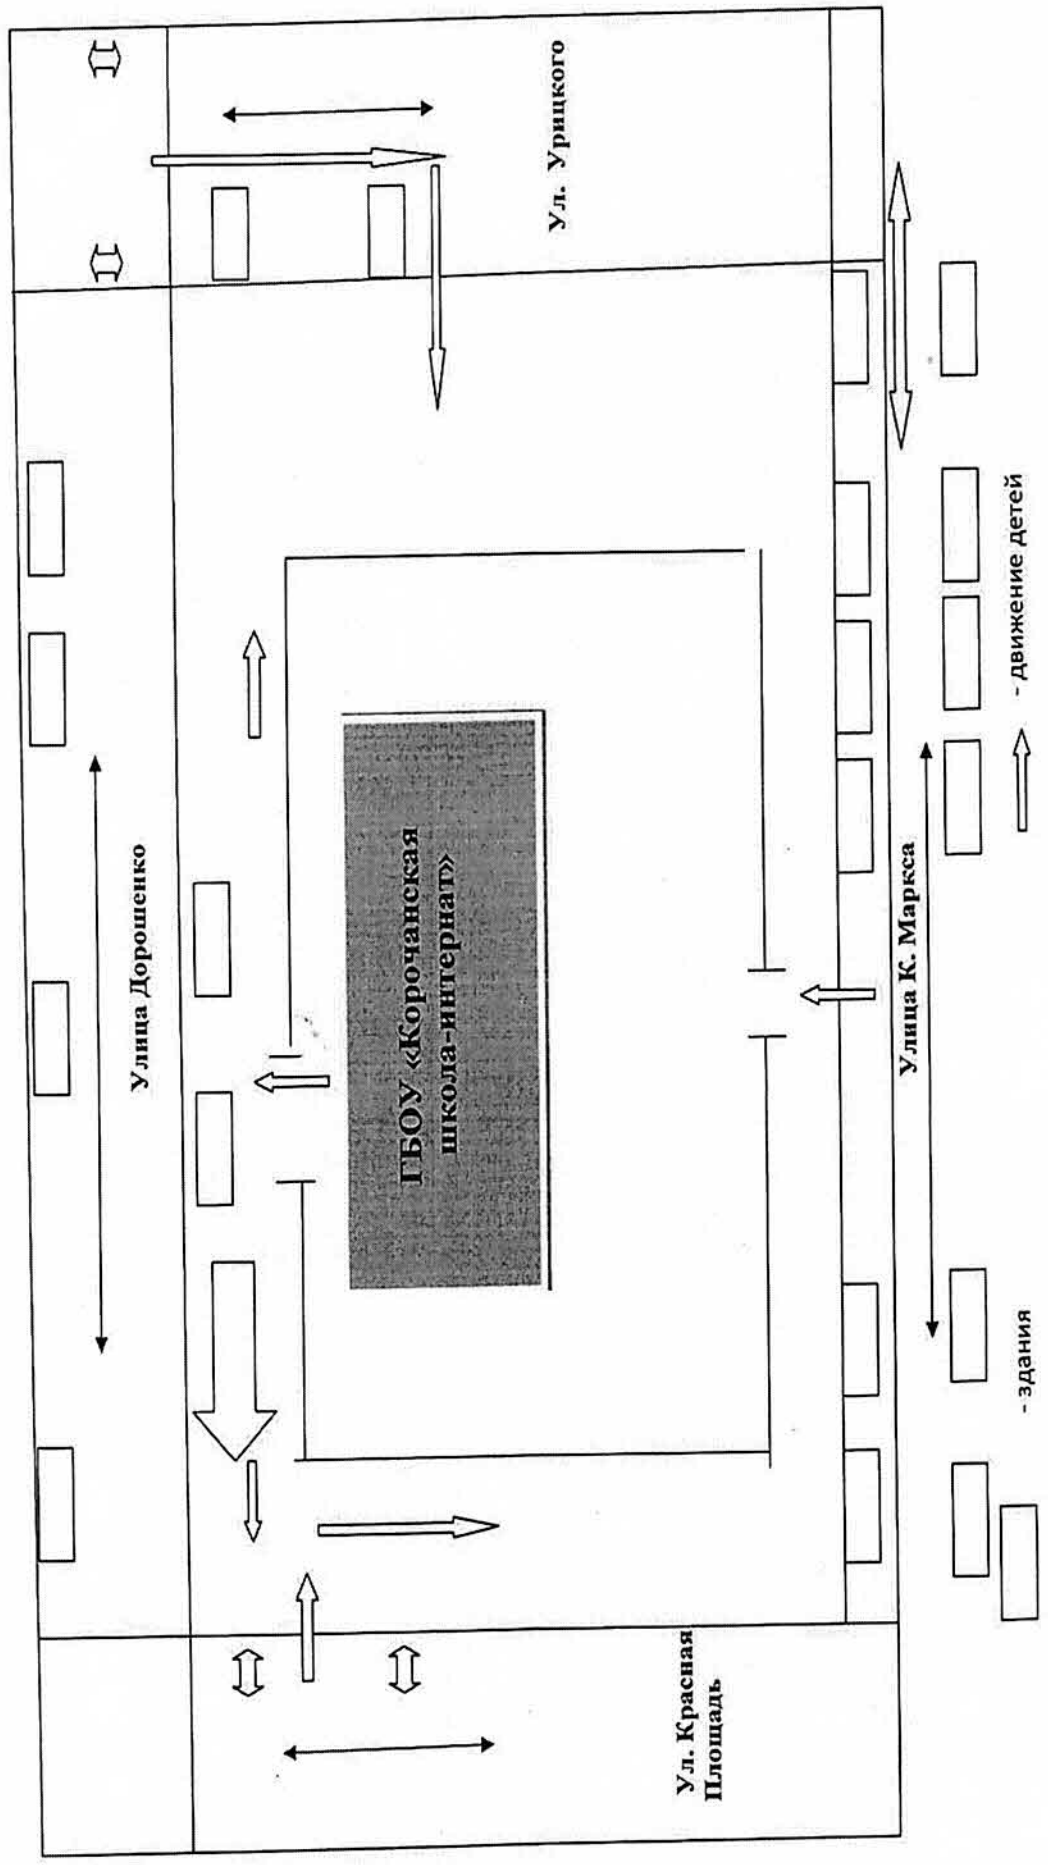 Улица Дорошенко
Ул. Красная
Площадь
ГБОУ «Корочанская
школа-интернат»
Ул. Урицкого
Улица К. Маркса
- здания
- движение детей